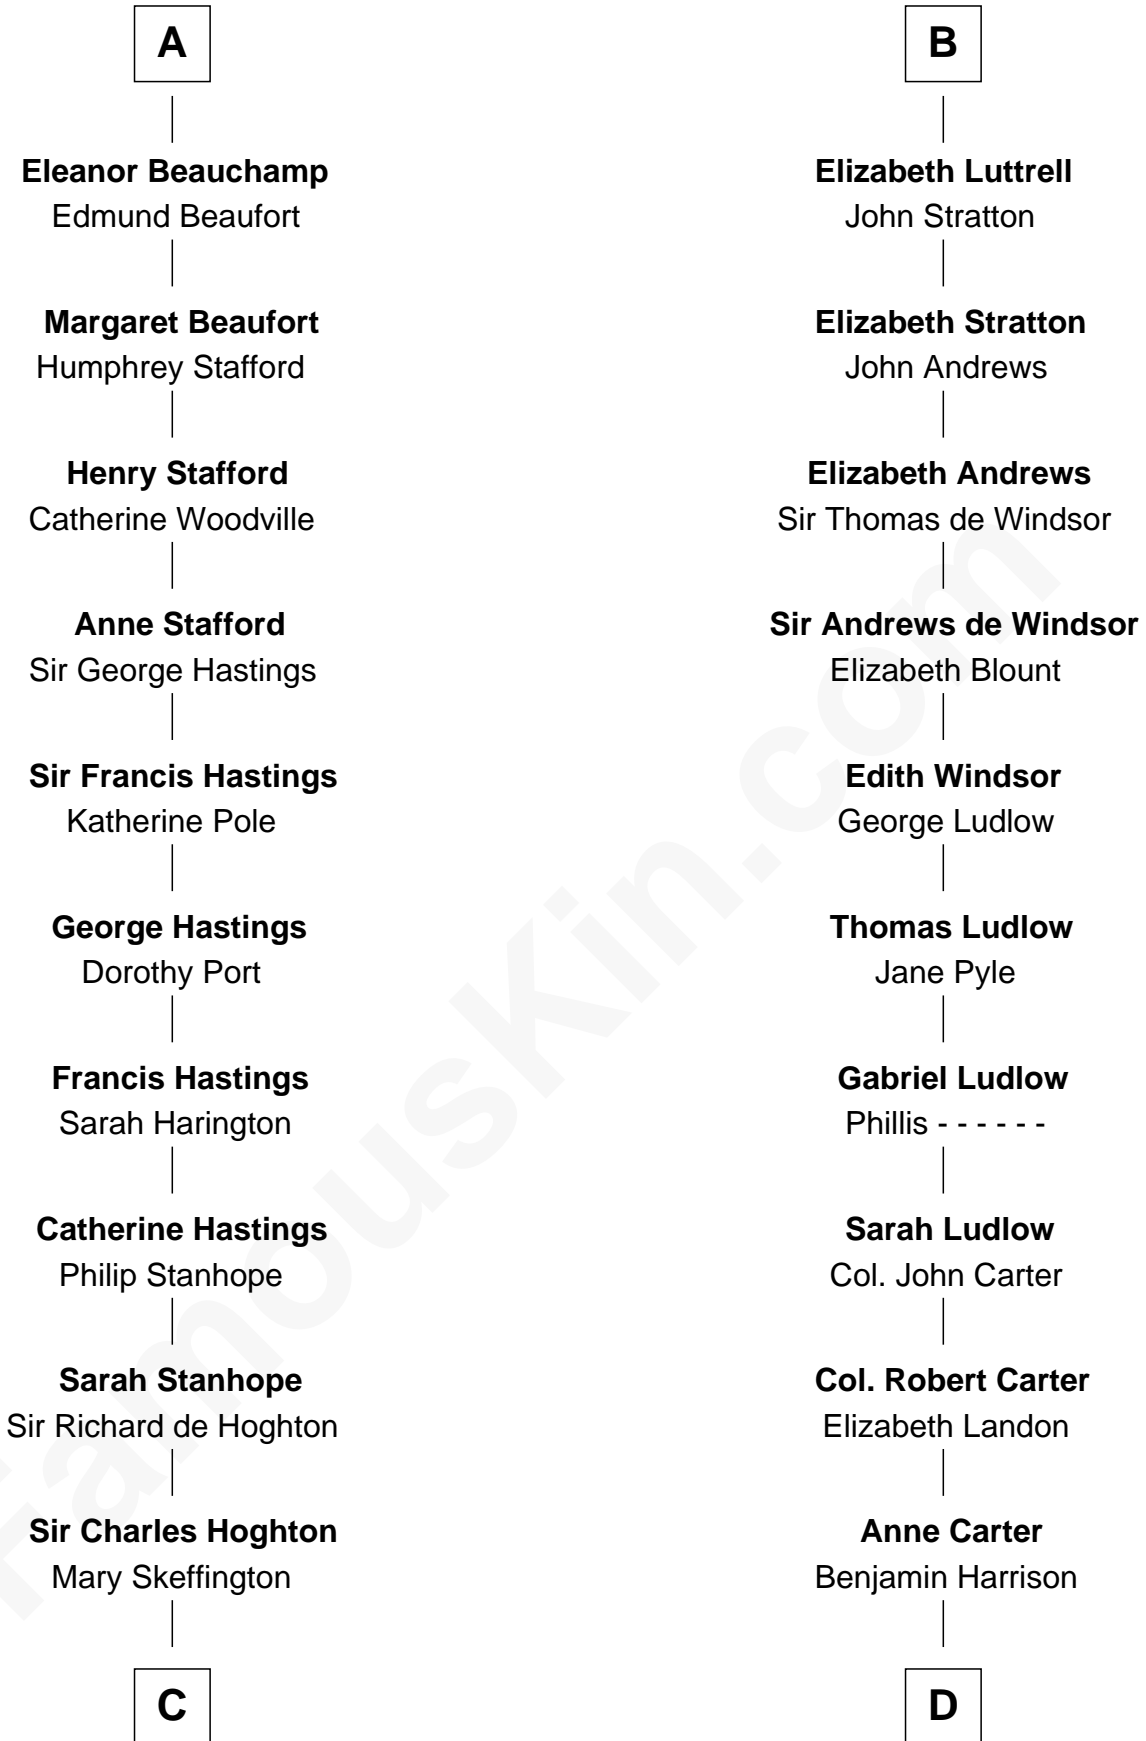 A
Eleanor Beauchamp
Edmund Beaufort
Margaret Beaufort
Humphrey Stafford
Henry Stafford
Catherine Woodville
Anne Stafford
Sir George Hastings
Sir Francis Hastings
Katherine Pole
George Hastings
Dorothy Port
Francis Hastings
Sarah Harington
Catherine Hastings
Philip Stanhope
Sarah Stanhope
Sir Richard de Hoghton
Sir Charles Hoghton
Mary Skeffington
C
B
Elizabeth Luttrell
John Stratton
Elizabeth Stratton
John Andrews
Elizabeth Andrews
Sir Thomas de Windsor
Sir Andrews de Windsor
Elizabeth Blount
Edith Windsor
George Ludlow
Thomas Ludlow
Jane Pyle
Gabriel Ludlow
Phillis - - - - - -
Sarah Ludlow
Col. John Carter
Col. Robert Carter
Elizabeth Landon
Anne Carter
Benjamin Harrison
D
FamousKin.com